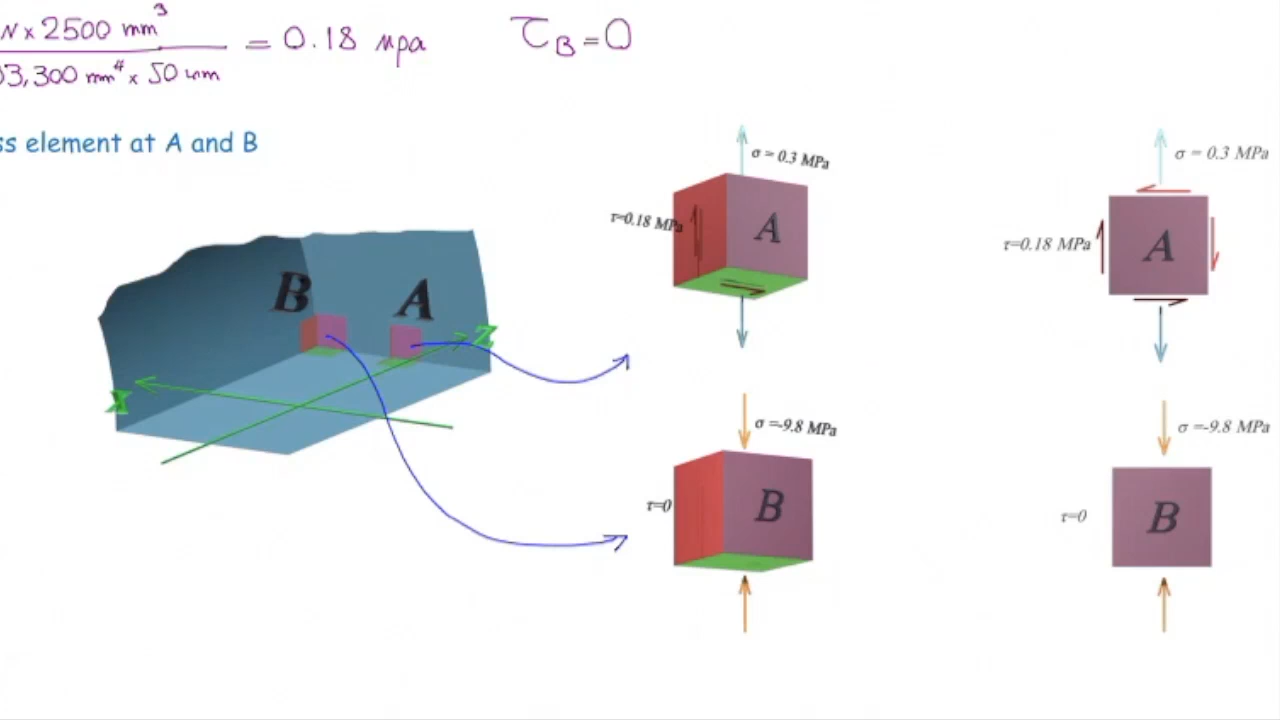 N x 2500 mm³ / 3,300 mm⁴ x 50 mm = 0.18 Mpa τB = 0
ss element at A and B
σ = 0.3 MPa
τ=0.18 MPa
A
σ = 0.3 MPa
τ=0.18 MPa
A
B
A
Z
X
σ =-9.8 MPa
τ=0
B
σ =-9.8 MPa
τ=0
B